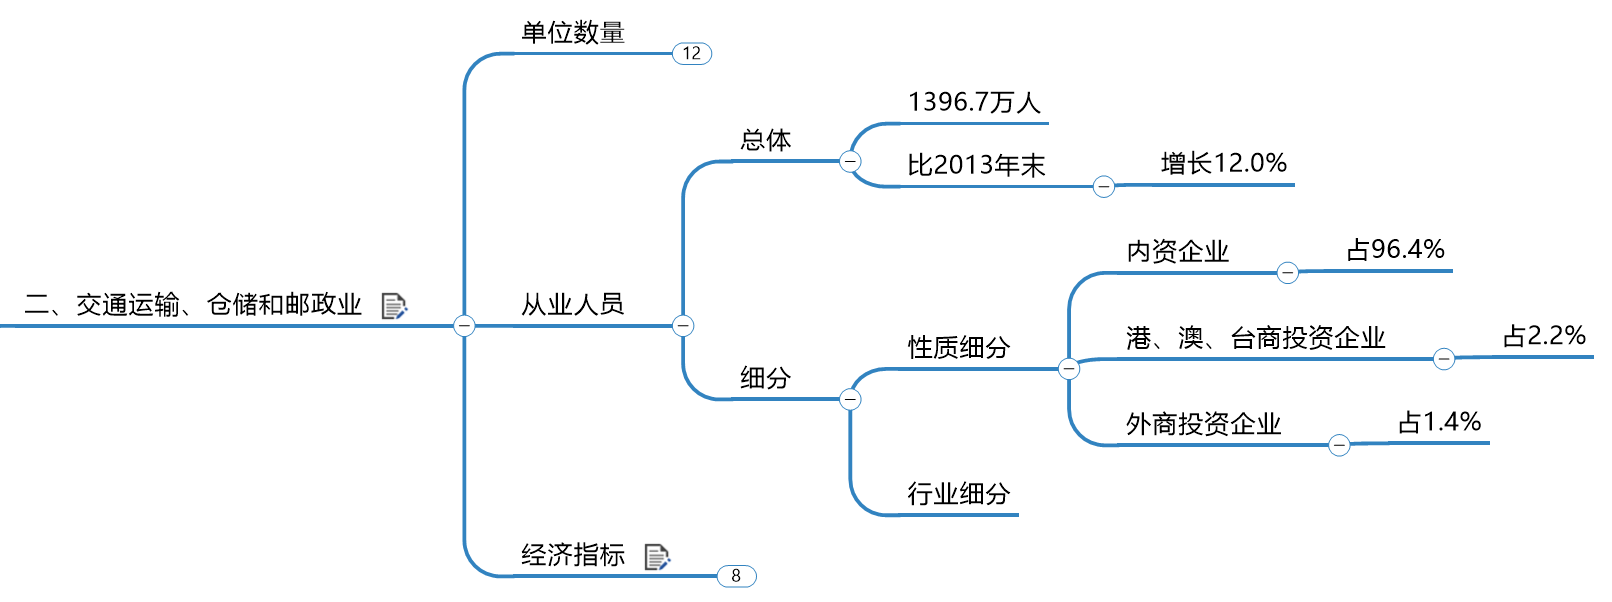 单位数量
12
1396.7万人
总体
比2013年末
增长12.0%
内资企业
占96.4%
二、交通运输、仓储和邮政业
从业人员
港、澳、台商投资企业
占2.2%
性质细分
细分
外商投资企业
占1.4%
行业细分
经济指标
8